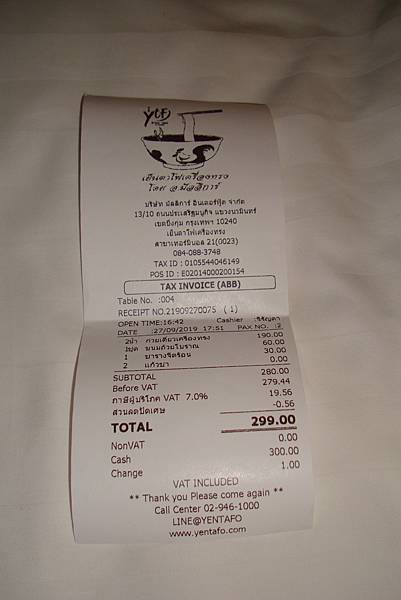 เย็นตาโฟเครื่องทรง
โดย อ.มัลลิการ์
บริษัท มัลลิการ์ อินเตอร์ฟู้ด จำกัด
13/10 ถนนประเสริฐมนูกิจ แขวงนวมินทร์
เขตบึงกุ่ม กรุงเทพฯ 10240
เย็นตาโฟเครื่องทรง
สาขาเทอร์มินอล 21(0023)
084-088-3748
TAX ID : 0105544046149
POS ID : E02014000200154
TAX INVOICE (ABB)
Table No. :004
RECEIPT NO.:21909270075 ( 1)
OPEN TIME:16:42 Cashier
DATE :27/09/2019 17:51 PAX NO. :2
ก๋วยเตี๋ยวเครื่องทรง 190.00
1ชุด ขนมถ้วยโบราณ 60.00
1 30.00
2 0.00
SUBTOTAL 280.00
Before VAT 279.44
ภาษีผู้บริโภค VAT 7.0% 19.56
ส่วนลดปัดเศษ -0.56
TOTAL 299.00
NonVAT 0.00
Cash 300.00
Change 1.00
VAT INCLUDED
** Thank you Please come again **
Call Center 02-946-1000
LINE@YENTAFO
www.yentafo.com